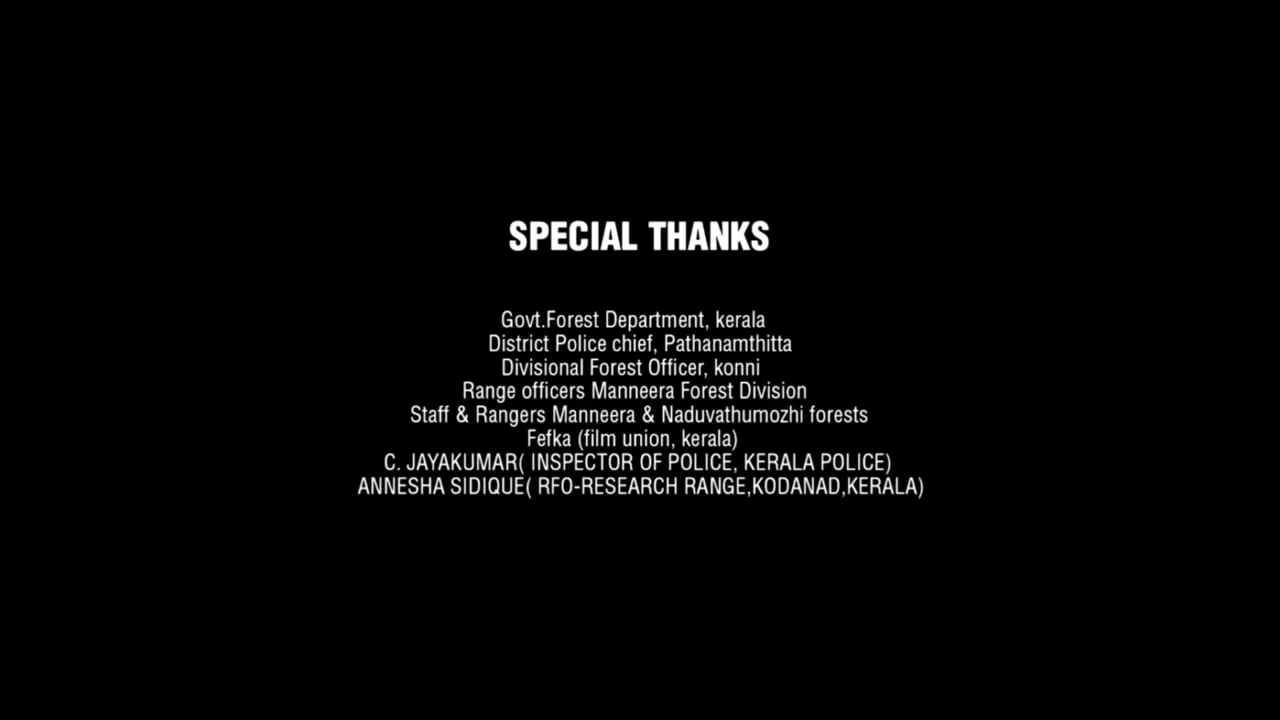 SPECIAL THANKS
Govt.Forest Department, kerala
District Police chief, Pathanamthitta
Divisional Forest Officer, konni
Range officers Manneera Forest Division
Staff & Rangers Manneera & Naduvathumozhi forests
Fefka (film union, kerala)
C. JAYAKUMAR( INSPECTOR OF POLICE, KERALA POLICE)
ANNESHA SIDIQUE( RFO-RESEARCH RANGE,KODANAD,KERALA)